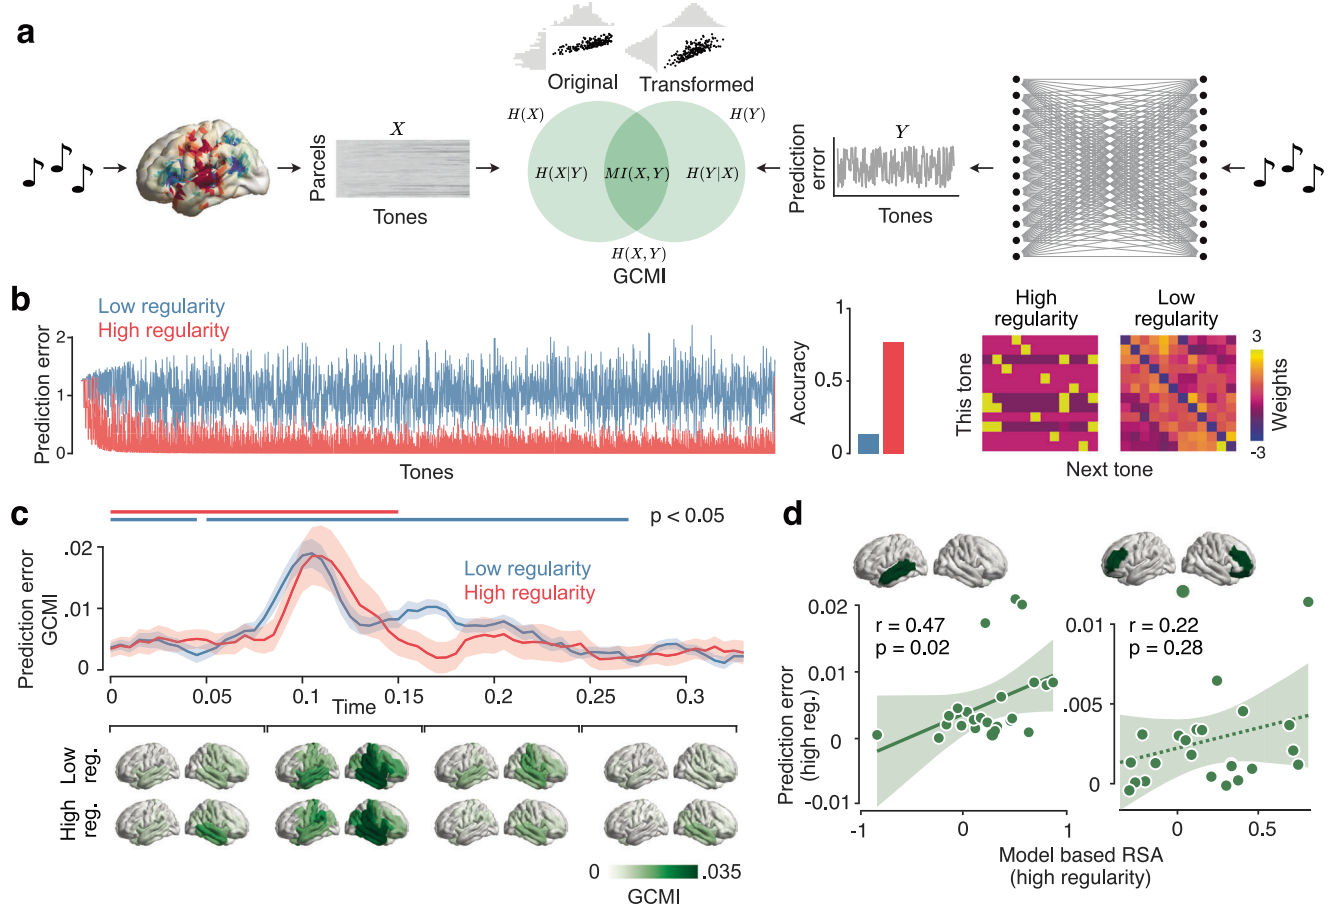 a
Original
Transformed
H(X)
H(Y)
X
Parcels
Tones
H(X|Y)
MI(X,Y)
H(Y|X)
H(X,Y)
GCMI
Y
Prediction
error
Tones
b
Low regularity
High regularity
Prediction error
2
1
0
Tones
Accuracy
1
0.5
0
High
regularity
Low
regularity
This tone
Next tone
3
-3
Weights
c
p < 0.05
Prediction error
GCMI
.02
.01
0
Low regularity
High regularity
0
0.05
0.1
0.15
0.2
0.25
0.3
Time
Low
reg.
High
reg.
0
.035
GCMI
d
Prediction error
(high reg.)
0.02
0.01
0
-0.01
r = 0.47
p = 0.02
-1
0
1
0.01
.005
0
r = 0.22
p = 0.28
0
0.5
Model based RSA
(high regularity)